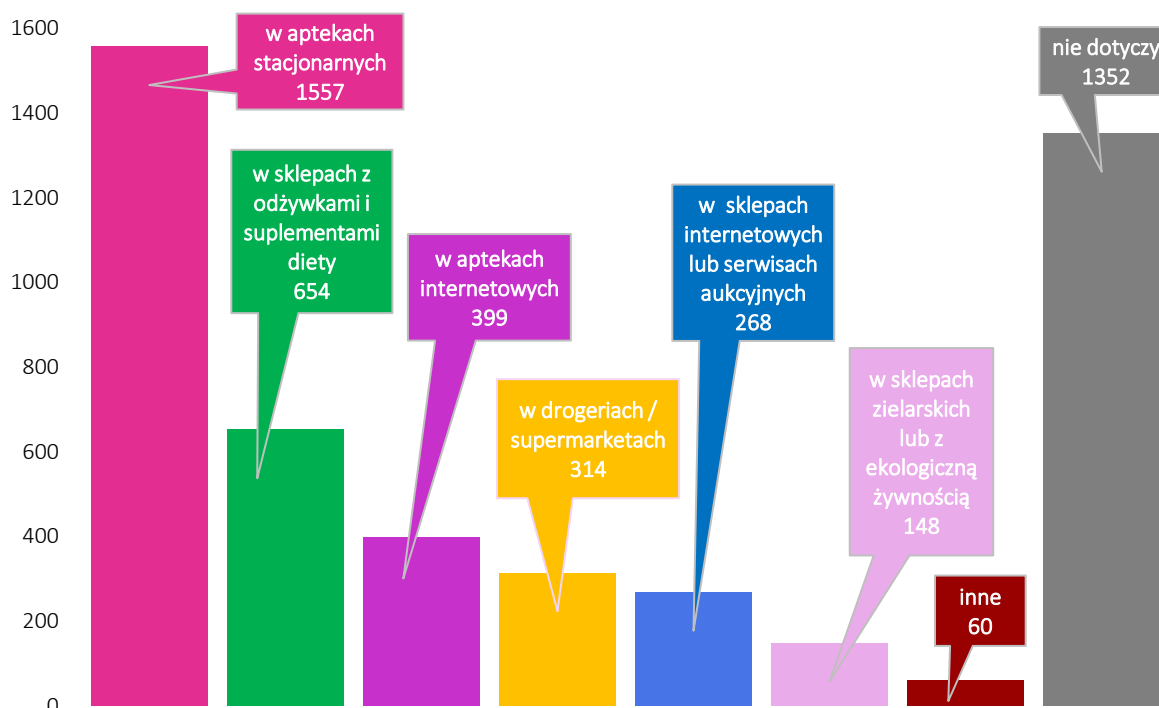 1600
1400
1200
1000
800
600
400
200
0
w aptekach
stacjonarnych
1557
w sklepach z
odżywkami i
suplementami
diety
654
w aptekach
internetowych
399
w drogeriach /
supermarketach
314
w sklepach
internetowych
lub serwisach
aukcyjnych
268
w sklepach
zielarskich
lub z
ekologiczną
żywnością
148
inne
60
nie dotyczy
1352